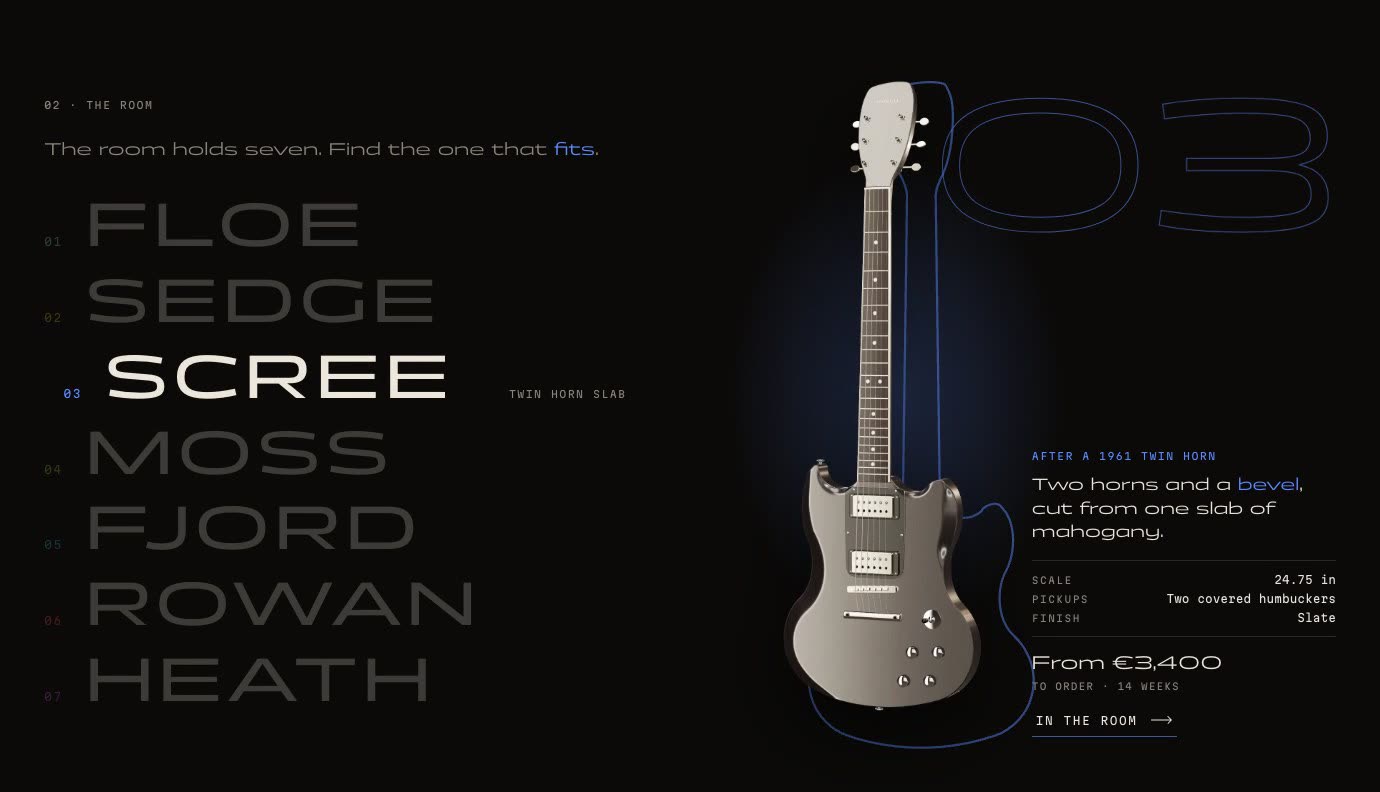 02 · THE ROOM
The room holds seven. Find the one that fits.
01 FLOE
02 SEDGE
03 SCREE TWIN HORN SLAB
04 MOSS
05 FJORD
06 ROWAN
07 HEATH
03
AFTER A 1961 TWIN HORN
Two horns and a bevel,
cut from one slab of
mahogany.
SCALE 24.75 in
PICKUPS Two covered humbuckers
FINISH Slate
From €3,400
TO ORDER · 14 WEEKS
IN THE ROOM →